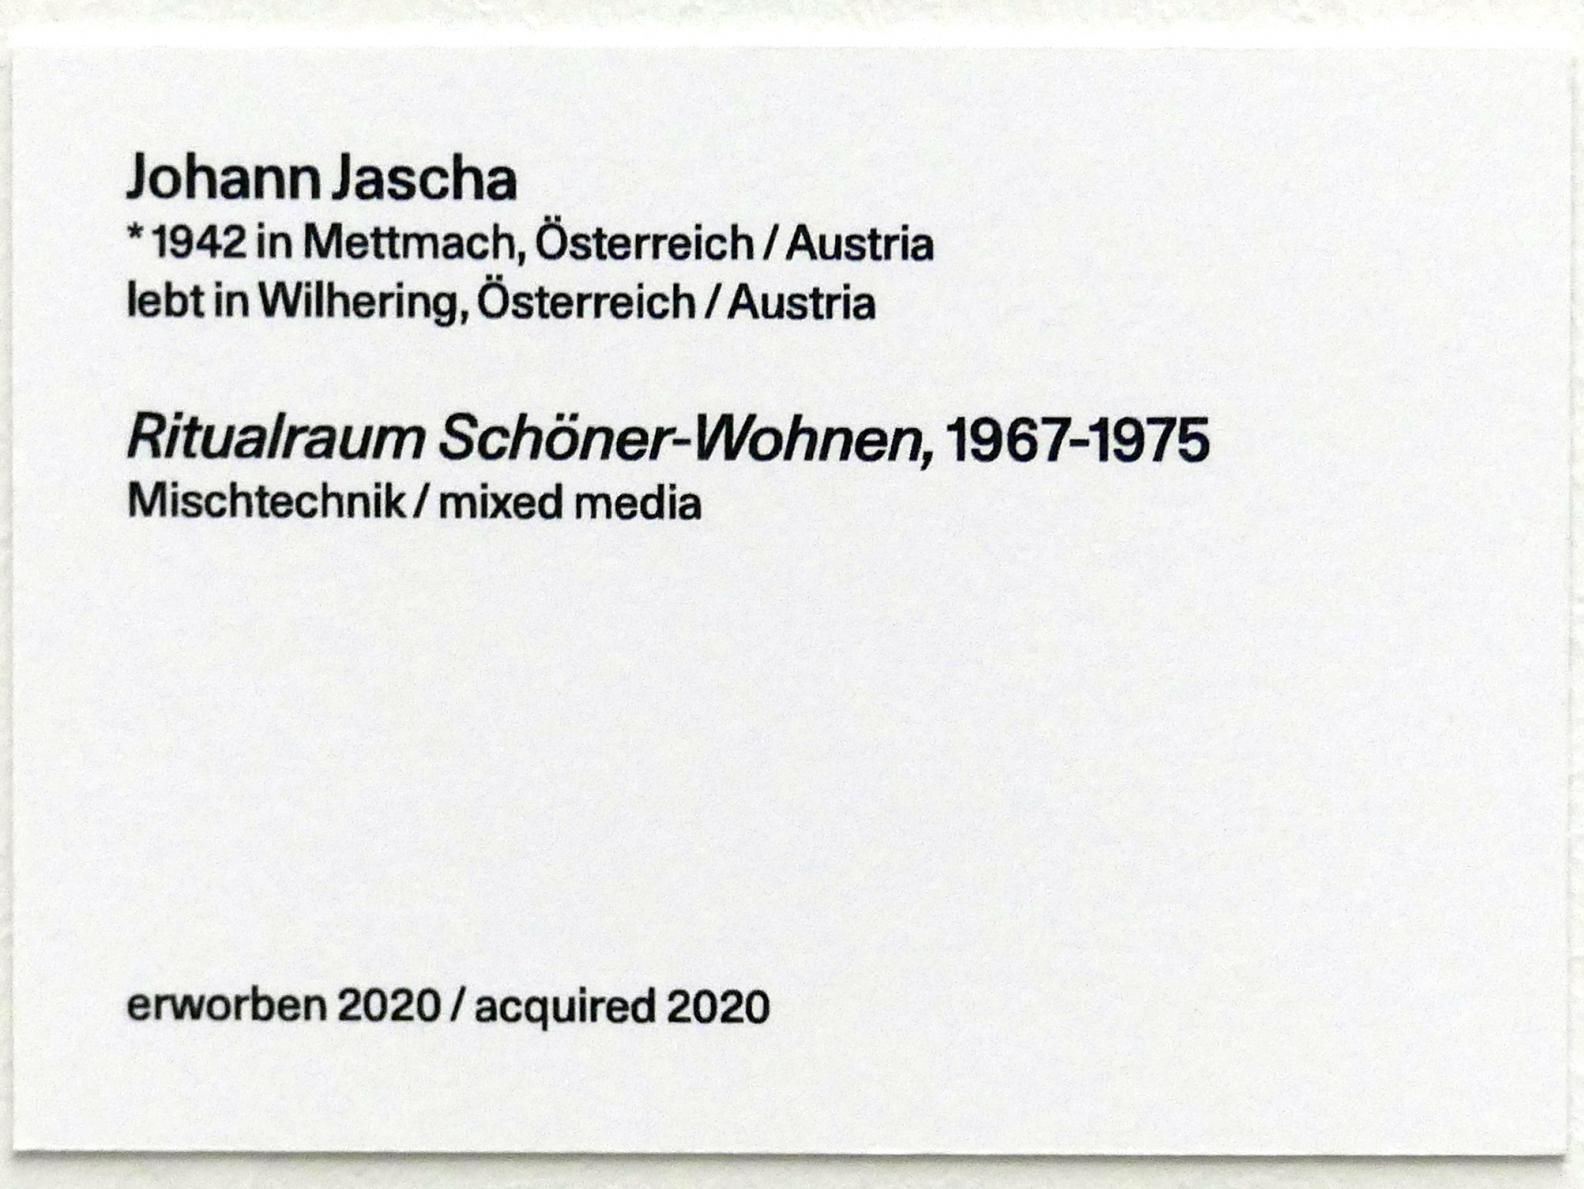 Johann Jascha
* 1942 in Mettmach, Österreich / Austria
lebt in Wilhering, Österreich / Austria
Ritualraum Schöner-Wohnen, 1967-1975
Mischtechnik / mixed media
erworben 2020 / acquired 2020